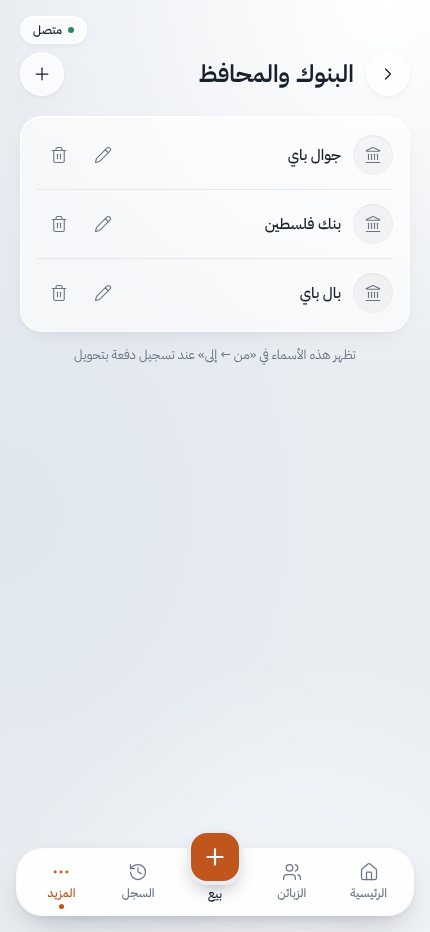 متصل
البنوك والمحافظ
جوال باي
بنك فلسطين
بال باي
تظهر هذه الأسماء في «من ← إلى» عند تسجيل دفعة بتحويل
الرئيسية
الزبائن
بيع
السجل
المزيد